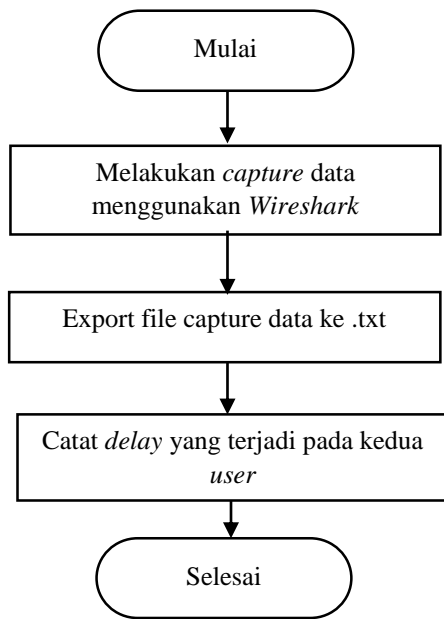 Mulai
Melakukan capture data
menggunakan Wireshark
Export file capture data ke .txt
Catat delay yang terjadi pada kedua
user
Selesai